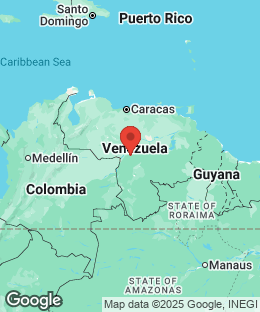 Santo
Domingo
Puerto Rico
Caribbean Sea
Caracas
Venezuela
Medellín
Guyana
Colombia
STATE OF
RORAIMA
Manaus
STATE OF
AMAZONAS
Map data ©2025 Google, INEGI